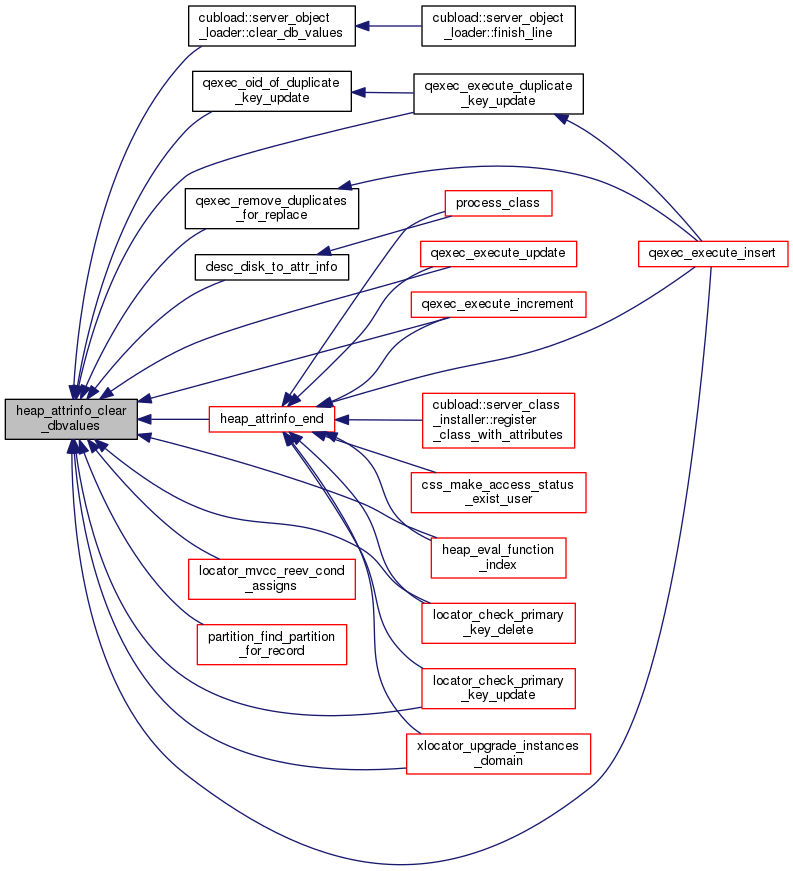 cubload::server_object
_loader::clear_db_values
cubload::server_object
_loader::finish_line
qexec_oid_of_duplicate
_key_update
qexec_execute_duplicate
_key_update
qexec_remove_duplicates
_for_replace
process_class
desc_disk_to_attr_info
qexec_execute_update
qexec_execute_insert
qexec_execute_increment
heap_attrinfo_clear
_dbvalues
heap_attrinfo_end
cubload::server_class
_installer::register
_class_with_attributes
css_make_access_status
_exist_user
heap_eval_function
_index
locator_mvcc_reev_cond
_assigns
locator_check_primary
_key_delete
partition_find_partition
_for_record
locator_check_primary
_key_update
xlocator_upgrade_instances
_domain